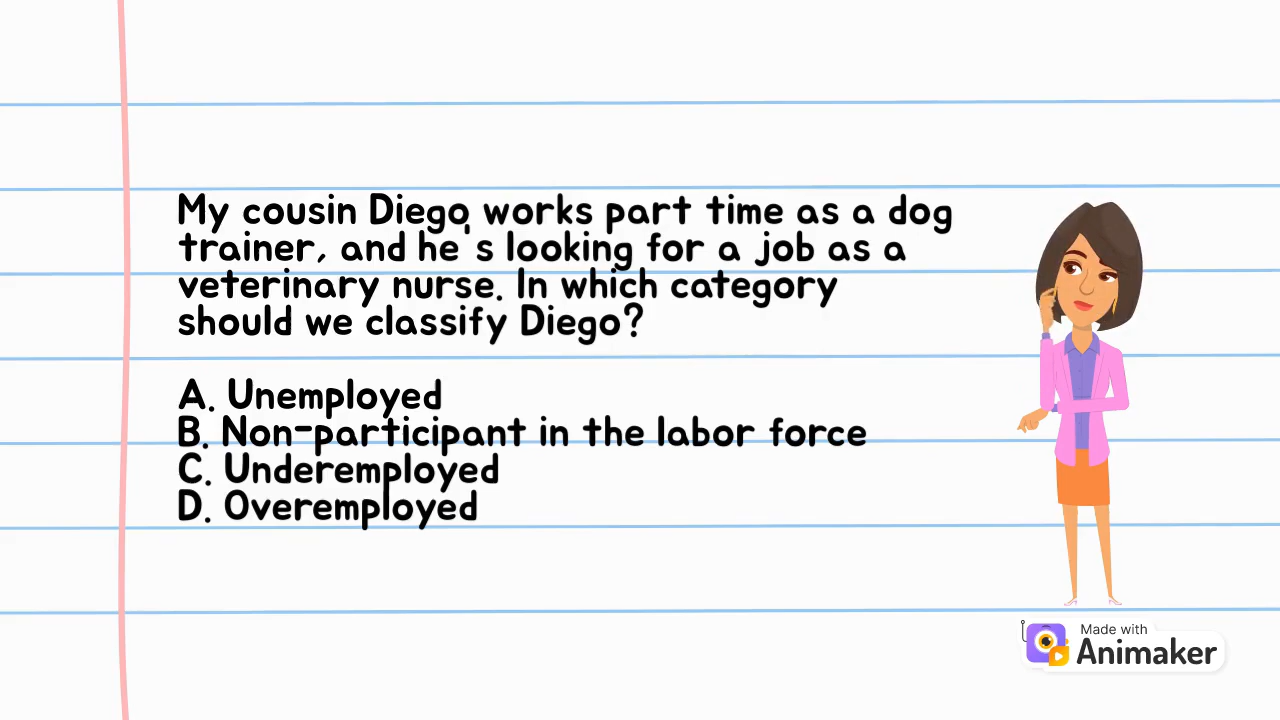 My cousin Diego works part time as a dog
trainer, and he's looking for a job as a
veterinary nurse. In which category
should we classify Diego?
A. Unemployed
B. Non-participant in the labor force
C. Underemployed
D. Overemployed
Made with
Animaker